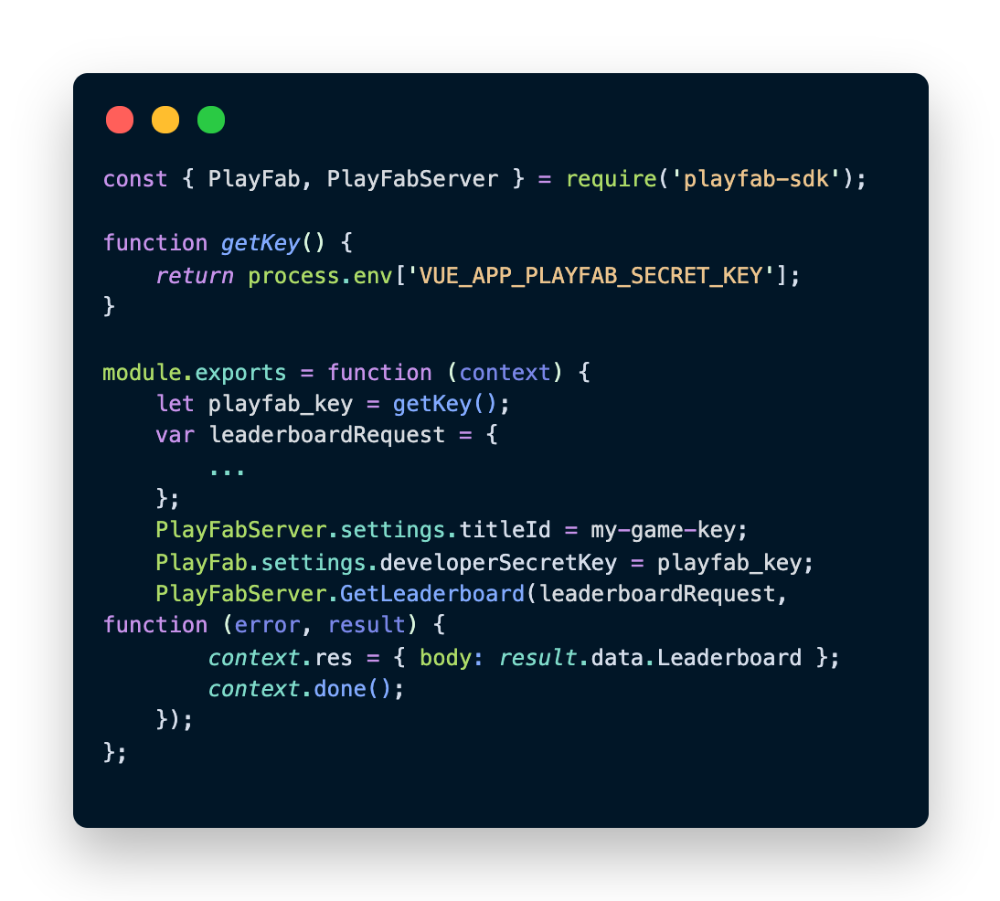 const { PlayFab, PlayFabServer } = require('playfab-sdk');

function getKey() {
    return process.env['VUE_APP_PLAYFAB_SECRET_KEY'];
}

module.exports = function (context) {
    let playfab_key = getKey();
    var leaderboardRequest = {
        ...
    };
    PlayFabServer.settings.titleId = my-game-key;
    PlayFab.settings.developerSecretKey = playfab_key;
    PlayFabServer.GetLeaderboard(leaderboardRequest,
function (error, result) {
        context.res = { body: result.data.Leaderboard };
        context.done();
    });
};